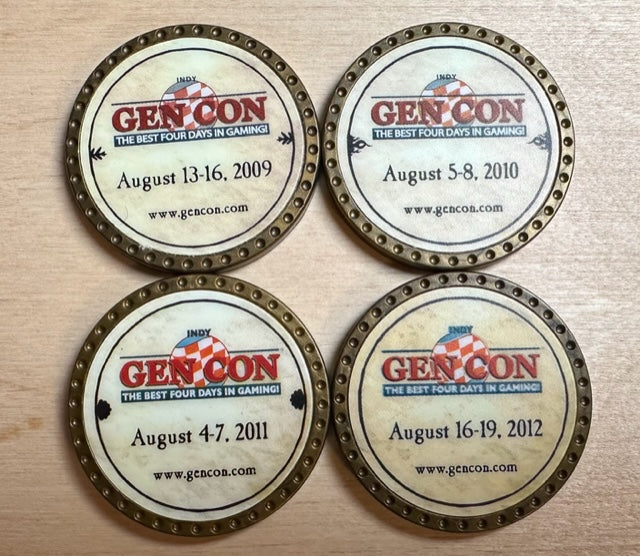 INDY
GEN CON
THE BEST FOUR DAYS IN GAMING!
August 13-16, 2009
www.gencon.com
INDY
GEN CON
THE BEST FOUR DAYS IN GAMING!
August 5-8, 2010
www.gencon.com
INDY
GEN CON
THE BEST FOUR DAYS IN GAMING!
August 4-7, 2011
www.gencon.com
INDY
GEN CON
THE BEST FOUR DAYS IN GAMING!
August 16-19, 2012
www.gencon.com